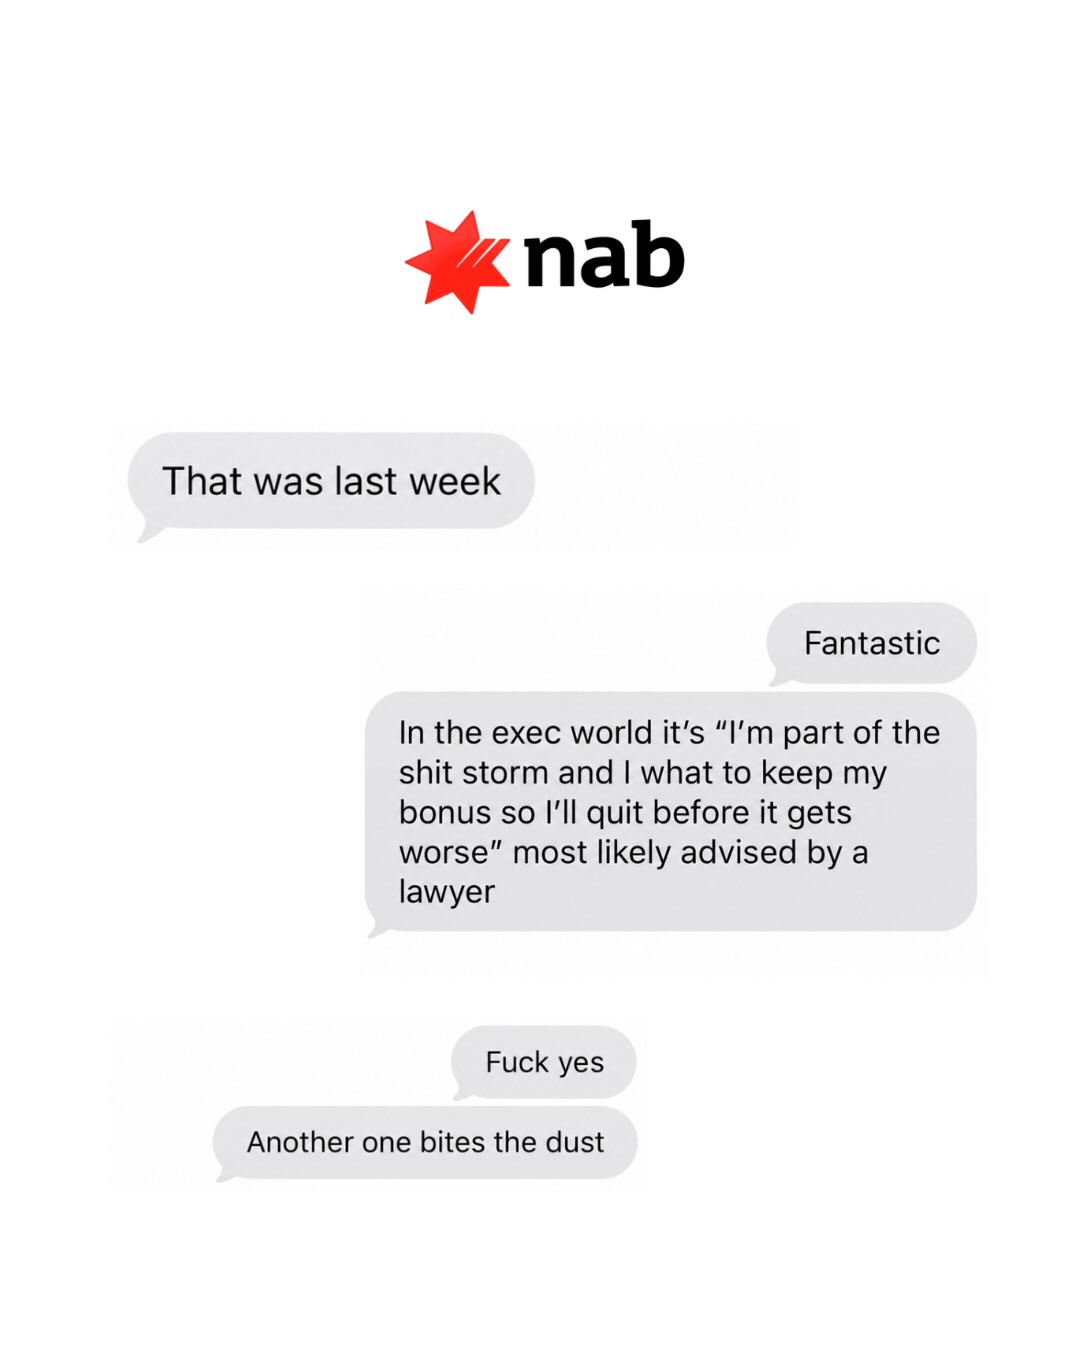 nab
That was last week
Fantastic
In the exec world it’s “I’m part of the
shit storm and I what to keep my
bonus so I’ll quit before it gets
worse” most likely advised by a
lawyer
Fuck yes
Another one bites the dust